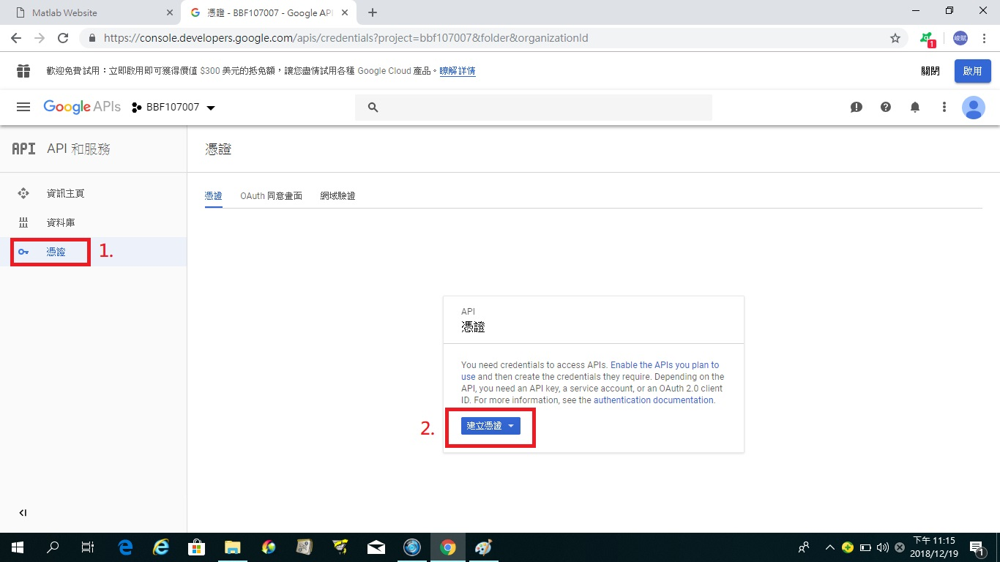 Matlab Website
憑證 - BBF107007 - Google API
https://console.developers.google.com/apis/credentials?project=bbf107007&folder&organizationId
1
峻賦
歡迎免費試用：立即啟用即可獲得價值 $300 美元的抵免額，讓您盡情試用各種 Google Cloud 產品。瞭解詳情
關閉
啟用
Google APIs
BBF107007
API API 和服務
憑證
資訊主頁
憑證
OAuth 同意畫面
網域驗證
資料庫
憑證
1.
API
憑證
You need credentials to access APIs. Enable the APIs you plan to
use and then create the credentials they require. Depending on the
API, you need an API key, a service account, or an OAuth 2.0 client
ID. For more information, see the authentication documentation.
2.
建立憑證
下午 11:15
2018/12/19
1